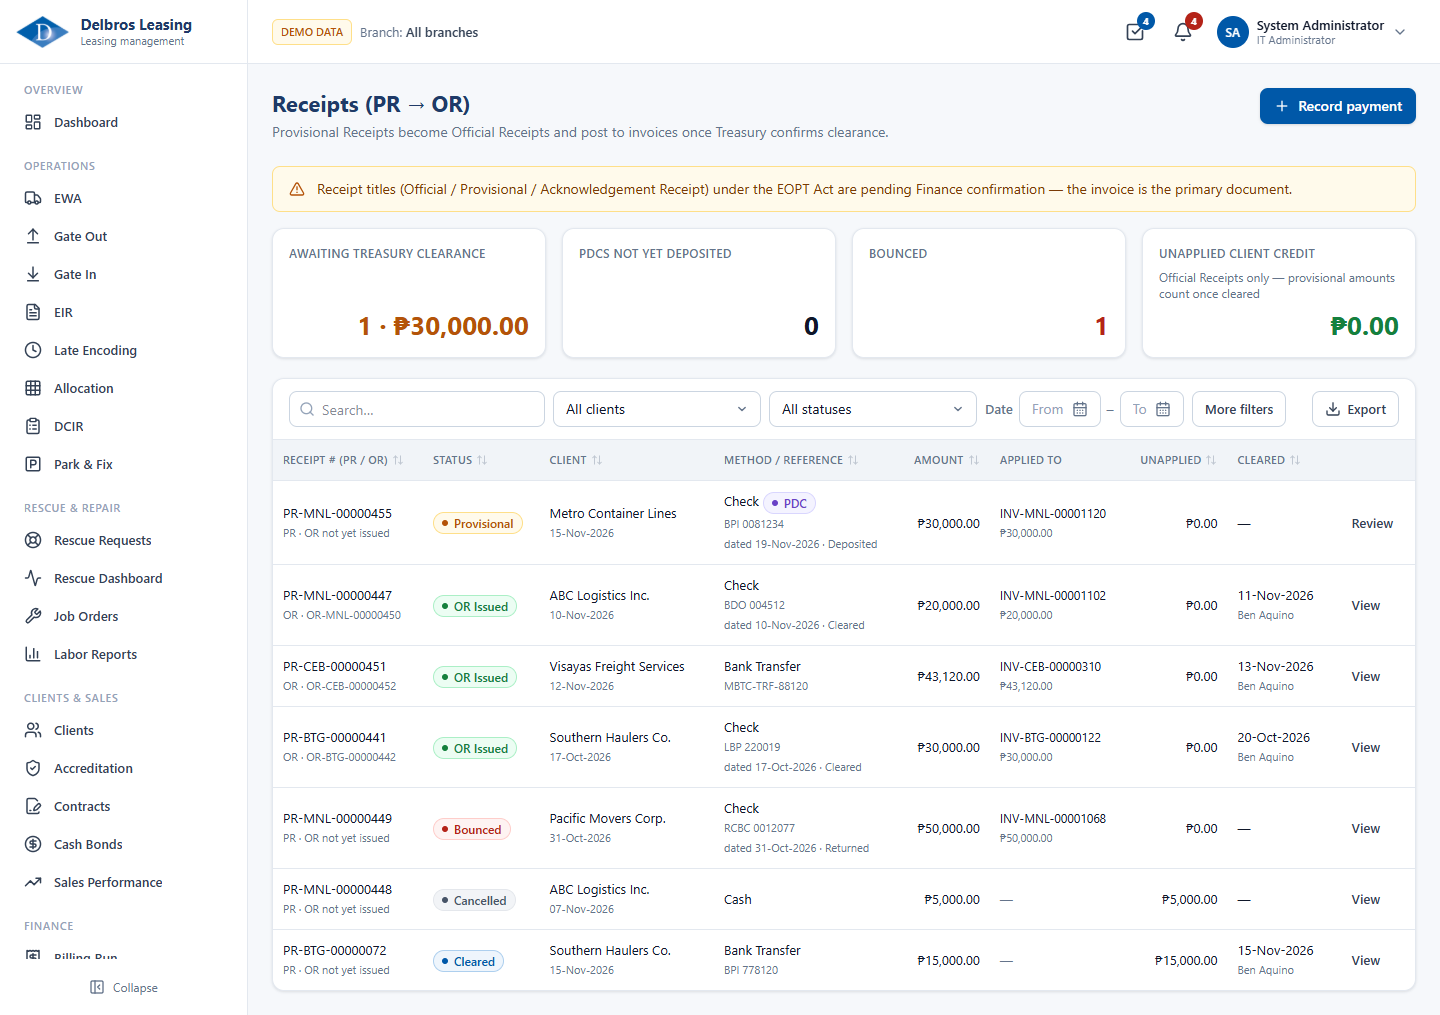 Delbros Leasing
Leasing management
DEMO DATA
Branch: All branches
4
4
SA
System Administrator
IT Administrator
OVERVIEW
Dashboard
OPERATIONS
EWA
Gate Out
Gate In
EIR
Late Encoding
Allocation
DCIR
Park & Fix
RESCUE & REPAIR
Rescue Requests
Rescue Dashboard
Job Orders
Labor Reports
CLIENTS & SALES
Clients
Accreditation
Contracts
Cash Bonds
Sales Performance
FINANCE
Billing Run
Collapse
Receipts (PR → OR)
Provisional Receipts become Official Receipts and post to invoices once Treasury confirms clearance.
+ Record payment
Receipt titles (Official / Provisional / Acknowledgement Receipt) under the EOPT Act are pending Finance confirmation — the invoice is the primary document.
AWAITING TREASURY CLEARANCE
1 · ₱30,000.00
PDCS NOT YET DEPOSITED
0
BOUNCED
1
UNAPPLIED CLIENT CREDIT
Official Receipts only — provisional amounts
count once cleared
₱0.00
Search...
All clients
All statuses
Date
From
–
To
More filters
Export
RECEIPT # (PR / OR) STATUS CLIENT METHOD / REFERENCE AMOUNT APPLIED TO UNAPPLIED CLEARED
PR-MNL-00000455
PR · OR not yet issued
Provisional
Metro Container Lines
15-Nov-2026
Check PDC
BPI 0081234
dated 19-Nov-2026 · Deposited
₱30,000.00
INV-MNL-00001120
₱30,000.00
₱0.00
—
Review
PR-MNL-00000447
OR · OR-MNL-00000450
OR Issued
ABC Logistics Inc.
10-Nov-2026
Check
BDO 004512
dated 10-Nov-2026 · Cleared
₱20,000.00
INV-MNL-00001102
₱20,000.00
₱0.00
11-Nov-2026
Ben Aquino
View
PR-CEB-00000451
OR · OR-CEB-00000452
OR Issued
Visayas Freight Services
12-Nov-2026
Bank Transfer
MBTC-TRF-88120
₱43,120.00
INV-CEB-00000310
₱43,120.00
₱0.00
13-Nov-2026
Ben Aquino
View
PR-BTG-00000441
OR · OR-BTG-00000442
OR Issued
Southern Haulers Co.
17-Oct-2026
Check
LBP 220019
dated 17-Oct-2026 · Cleared
₱30,000.00
INV-BTG-00000122
₱30,000.00
₱0.00
20-Oct-2026
Ben Aquino
View
PR-MNL-00000449
PR · OR not yet issued
Bounced
Pacific Movers Corp.
31-Oct-2026
Check
RCBC 0012077
dated 31-Oct-2026 · Returned
₱50,000.00
INV-MNL-00001068
₱50,000.00
₱0.00
—
View
PR-MNL-00000448
PR · OR not yet issued
Cancelled
ABC Logistics Inc.
07-Nov-2026
Cash
₱5,000.00
—
₱5,000.00
—
View
PR-BTG-00000072
PR · OR not yet issued
Cleared
Southern Haulers Co.
15-Nov-2026
Bank Transfer
BPI 778120
₱15,000.00
—
₱15,000.00
15-Nov-2026
Ben Aquino
View